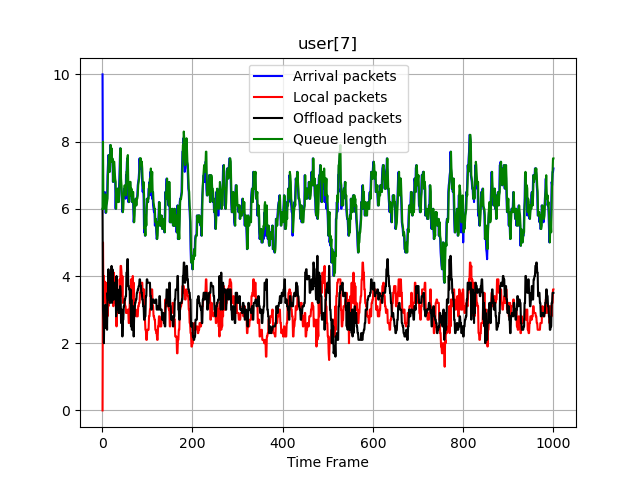 user[7]
Arrival packets
Local packets
Offload packets
Queue length
10
8
6
4
2
0
0 200 400 600 800 1000
Time Frame